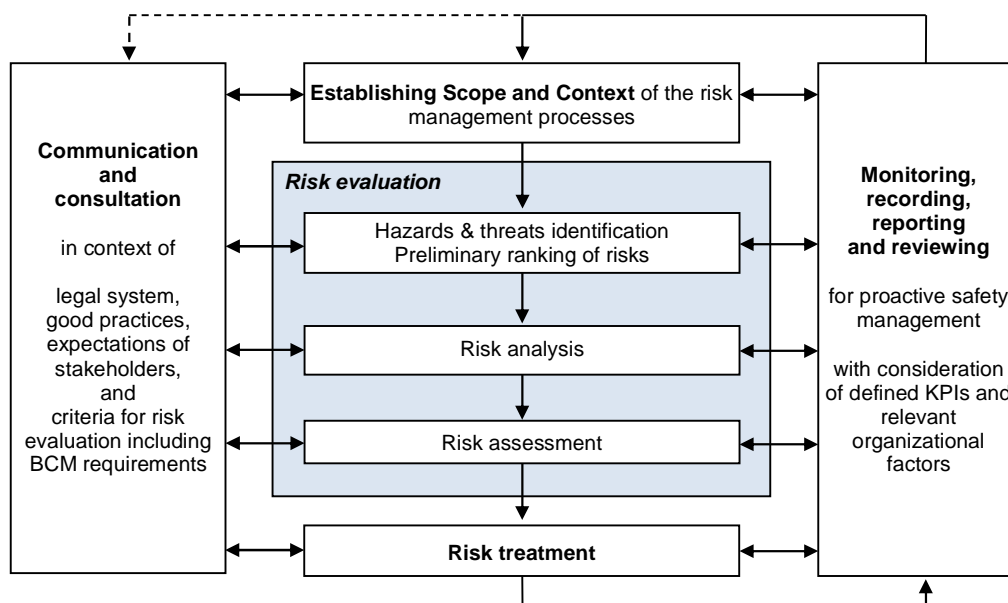 Establishing Scope and Context of the risk
management processes
Communication
and
consultation
in context of
legal system,
good practices,
expectations of
stakeholders,
and
criteria for risk
evaluation including
BCM requirements
Risk evaluation
Hazards & threats identification
Preliminary ranking of risks
Risk analysis
Risk assessment
Risk treatment
Monitoring,
recording,
reporting
and reviewing
for proactive safety
management
with consideration
of defined KPIs and
relevant
organizational
factors